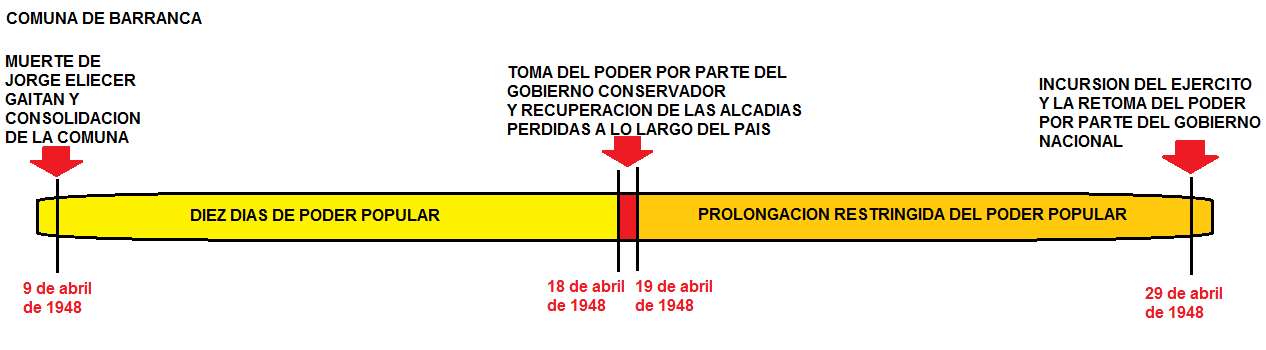 COMUNA DE BARRANCA
MUERTE DE
JORGE ELIECER
GAITAN Y
CONSOLIDACION
DE LA COMUNA
TOMA DEL PODER POR PARTE DEL
GOBIERNO CONSERVADOR
Y RECUPERACION DE LAS ALCADIAS
PERDIDAS A LO LARGO DEL PAIS
INCURSION DEL EJERCITO
Y LA RETOMA DEL PODER
POR PARTE DEL GOBIERNO
NACIONAL
DIEZ DIAS DE PODER POPULAR
PROLONGACION RESTRINGIDA DEL PODER POPULAR
9 de abril
de 1948
18 de abril
de 1948
19 de abril
de 1948
29 de abril
de 1948